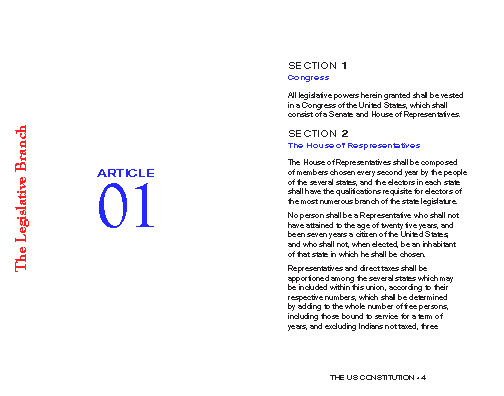 The Legislative Branch
ARTICLE
01
SECTION 1
Congress
All legislative powers herein granted shall be vested
in a Congress of the United States, which shall
consist of a Senate and House of Representatives.
SECTION 2
The House of Respresentatives
The House of Representatives shall be composed
of members chosen every second year by the people
of the several states, and the electors in each state
shall have the qualifications requisite for electors of
the most numerous branch of the state legislature.
No person shall be a Representative who shall not
have attained to the age of twenty five years, and
been seven years a citizen of the United States,
and who shall not, when elected, be an inhabitant
of that state in which he shall be chosen.
Representatives and direct taxes shall be
apportioned among the several states which may
be included within this union, according to their
respective numbers, which shall be determined
by adding to the whole number of free persons,
including those bound to service for a term of
years, and excluding Indians not taxed, three
THE US CONSTITUTION - 4